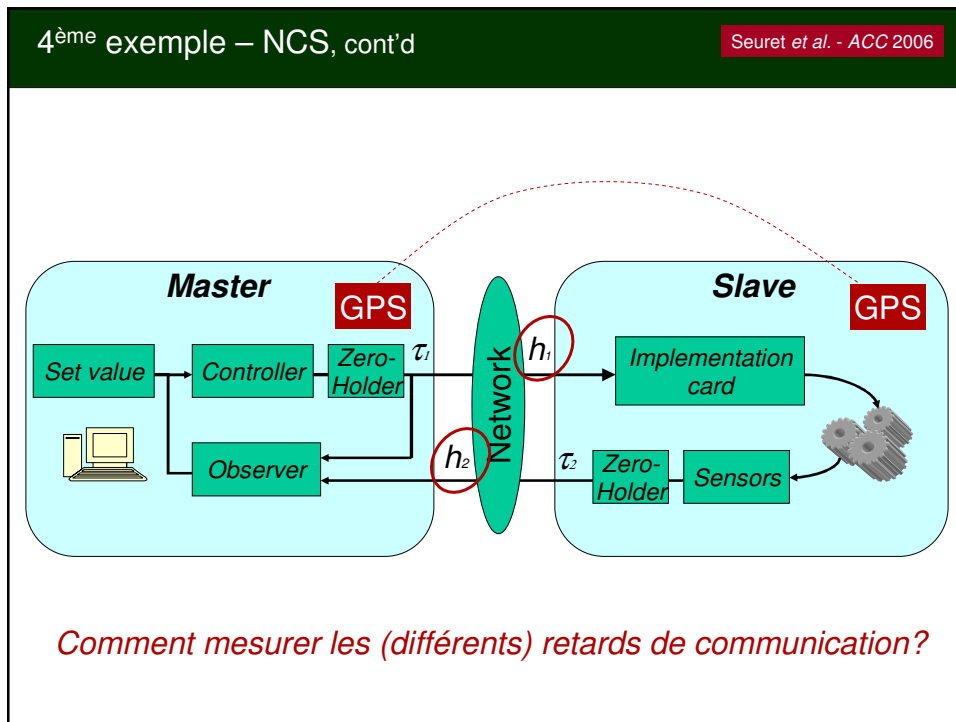 4ème exemple – NCS, cont'd
Seuret et al. - ACC 2006
Master
GPS
Slave
GPS
Set value
Controller
Zero-
Holder
τ1
Network
h1
Implementation
card
Observer
h2
τ2
Zero-
Holder
Sensors
Comment mesurer les (différents) retards de communication?